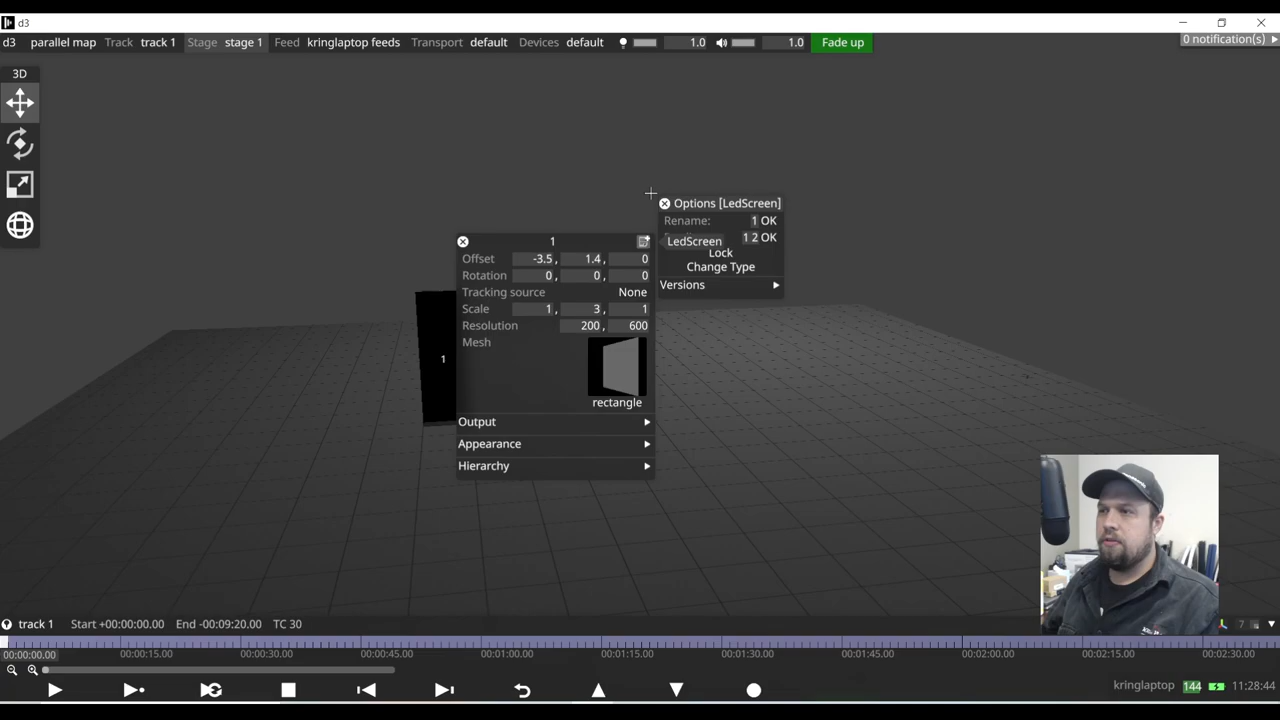 d3
d3 parallel map Track track 1 Stage stage 1 Feed kringlaptop feeds Transport default Devices default 1.0 1.0 Fade up 0 notification(s)
3D
Options [LedScreen]
Rename: 1 OK
1 2 OK
LedScreen
Lock
Change Type
Versions
1
Offset -3.5, 1.4, 0
Rotation 0, 0, 0
Tracking source None
Scale 1, 3, 1
Resolution 200, 600
Mesh
rectangle
Output
Appearance
Hierarchy
1
track 1 Start +00:00:00.00 End -00:09:20.00 TC 30 7
00:00:00.00 00:00:15.00 00:00:30.00 00:00:45.00 00:01:00.00 00:01:15.00 00:01:30.00 00:01:45.00 00:02:00.00 00:02:15.00 00:02:30.00
kringlaptop 144 11:28:44